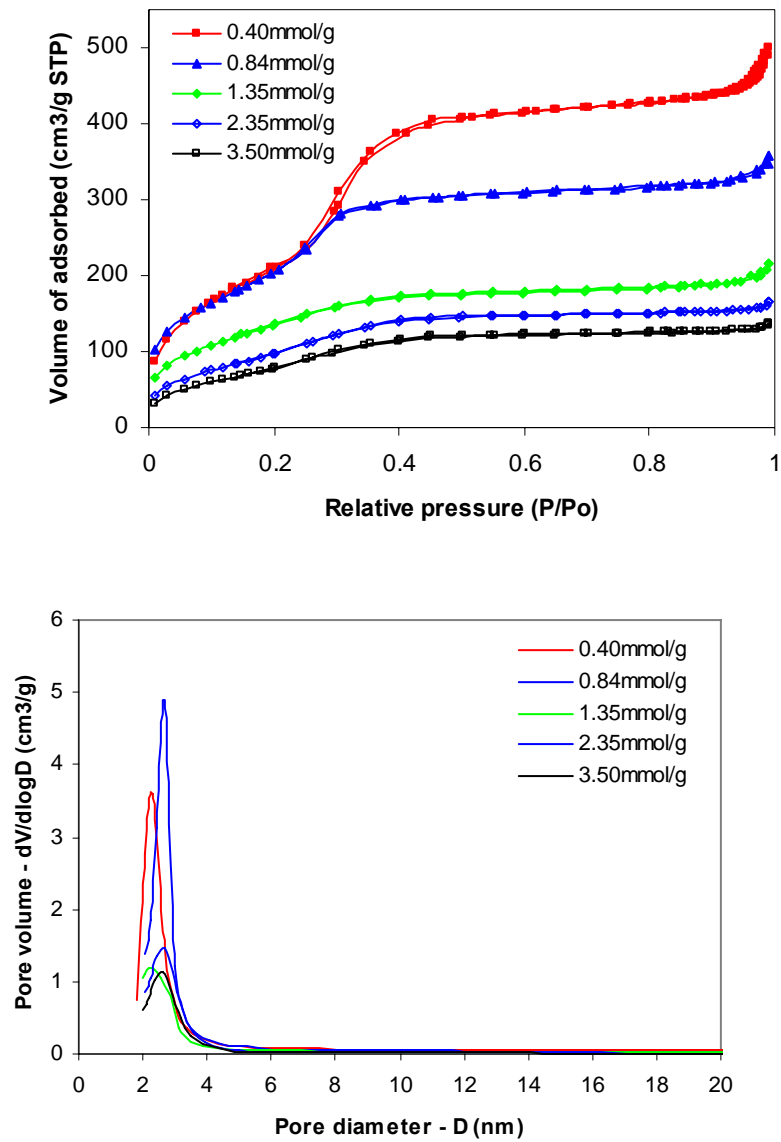 500
400
300
200
100
0
Volume of adsorbed (cm3/g STP)
0.40mmol/g
0.84mmol/g
1.35mmol/g
2.35mmol/g
3.50mmol/g
0 0.2 0.4 0.6 0.8 1
Relative pressure (P/Po)
6
5
4
3
2
1
0
Pore volume - dV/dlogD (cm3/g)
0.40mmol/g
0.84mmol/g
1.35mmol/g
2.35mmol/g
3.50mmol/g
0 2 4 6 8 10 12 14 16 18 20
Pore diameter - D (nm)